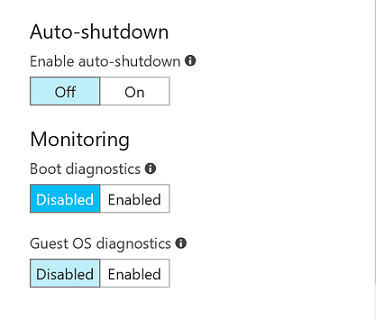 Auto-shutdown
Enable auto-shutdown
Off On
Monitoring
Boot diagnostics
Disabled Enabled
Guest OS diagnostics
Disabled Enabled